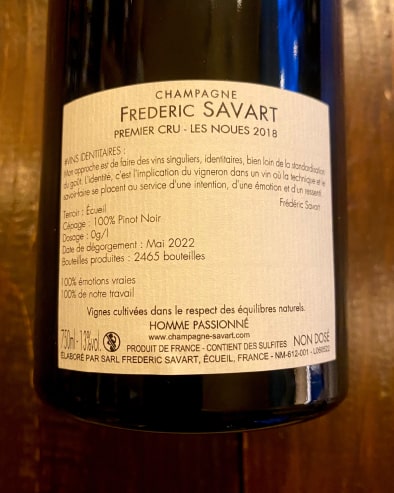 CHAMPAGNE
FREDERIC SAVART
PREMIER CRU - LES NOUES 2018
#VINS IDENTITAIRES :
Mon approche est de faire des vins singuliers, identitaires, bien loin de la standardisation
du goût. L'identité, c'est l'implication du vigneron dans un vin où la technique et le
savoir-faire se placent au service d'une intention, d'une émotion et d'un ressenti.
Frédéric Savart
Terroir : Écueil
Cépage : 100% Pinot Noir
Dosage : 0g/l
Date de dégorgement : Mai 2022
Bouteilles produites : 2465 bouteilles
100% émotions vraies
100% de notre travail
Vignes cultivées dans le respect des équilibres naturels.
HOMME PASSIONNÉ
www.champagne-savart.com
750ml - 13%vol. PRODUIT DE FRANCE - CONTIENT DES SULFITES NON DOSÉ
ÉLABORÉ PAR SARL FREDERIC SAVART, ÉCUEIL, FRANCE - NM-612-001 -